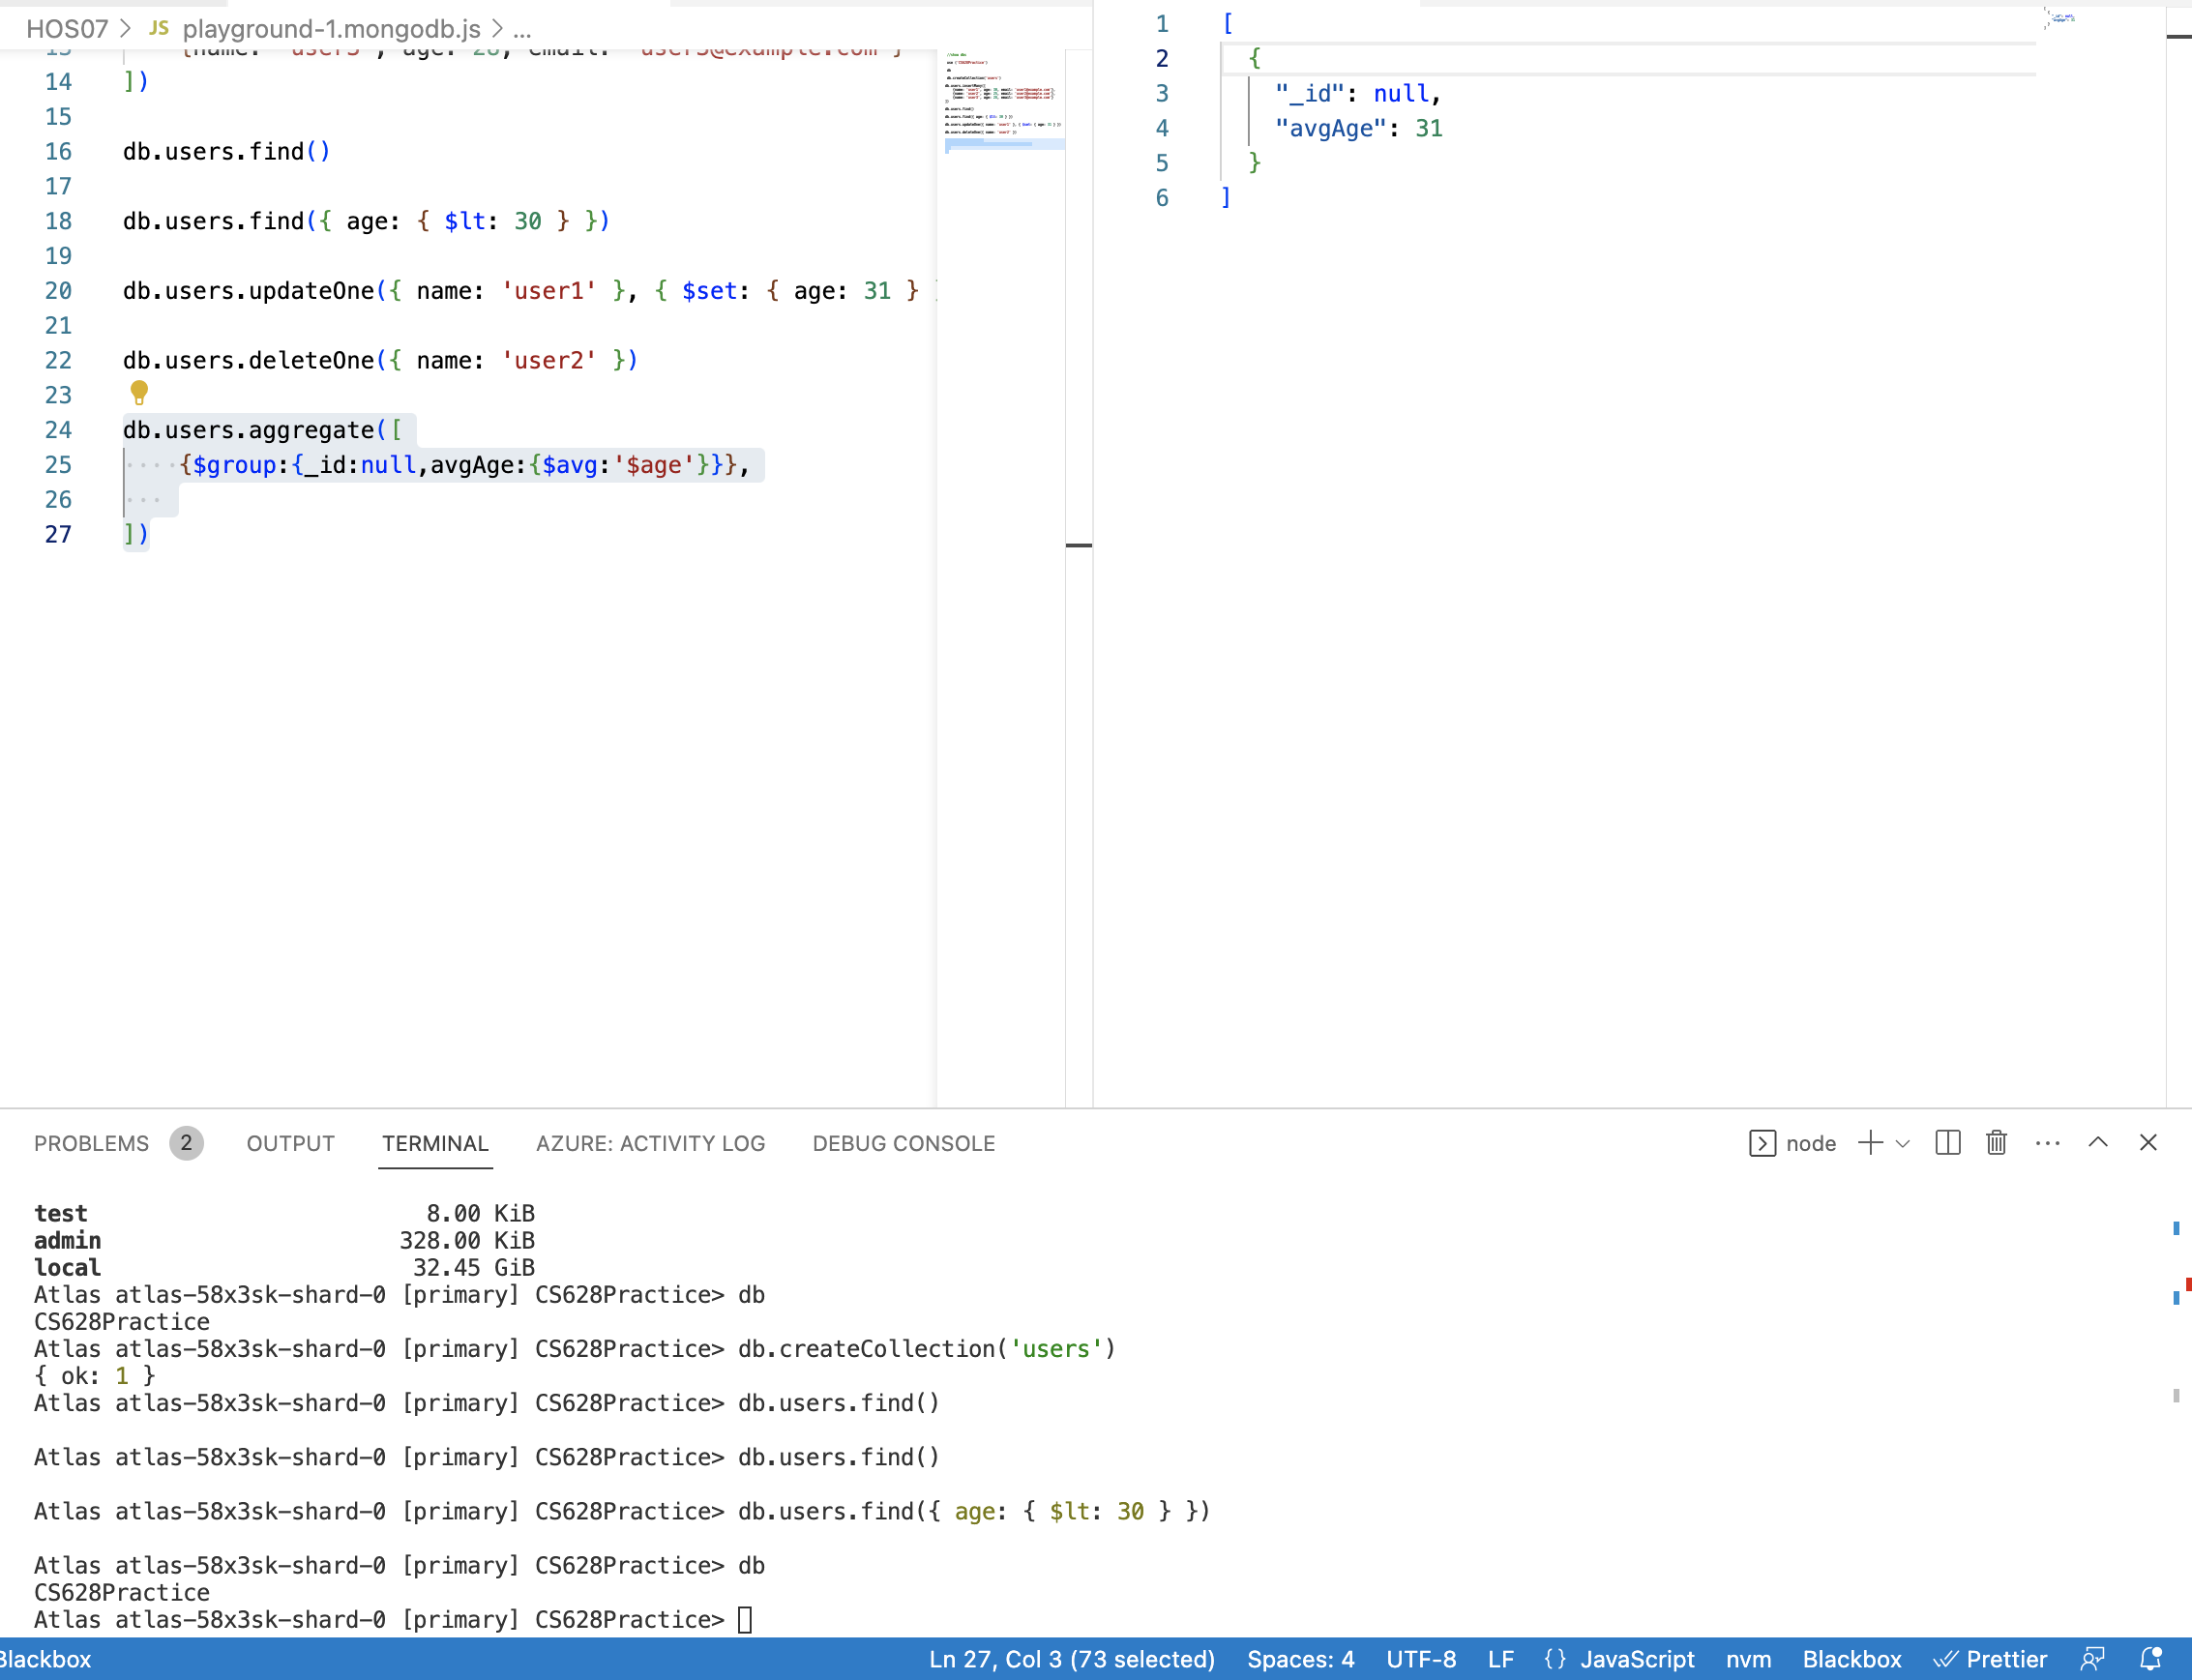 HOS07 > JS playground-1.mongodb.js > ...
14 ])
15
16 db.users.find()
17
18 db.users.find({ age: { $lt: 30 } })
19
20 db.users.updateOne({ name: 'user1' }, { $set: { age: 31 }
21
22 db.users.deleteOne({ name: 'user2' })
23
24 db.users.aggregate([
25 {$group:{_id:null,avgAge:{$avg:'$age'}}},
26
27 ])
1 [
2 {
3 "_id": null,
4 "avgAge": 31
5 }
6 ]
PROBLEMS 2 OUTPUT TERMINAL AZURE: ACTIVITY LOG DEBUG CONSOLE node
test 8.00 KiB
admin 328.00 KiB
local 32.45 GiB
Atlas atlas-58x3sk-shard-0 [primary] CS628Practice> db
CS628Practice
Atlas atlas-58x3sk-shard-0 [primary] CS628Practice> db.createCollection('users')
{ ok: 1 }
Atlas atlas-58x3sk-shard-0 [primary] CS628Practice> db.users.find()
Atlas atlas-58x3sk-shard-0 [primary] CS628Practice> db.users.find()
Atlas atlas-58x3sk-shard-0 [primary] CS628Practice> db.users.find({ age: { $lt: 30 } })
Atlas atlas-58x3sk-shard-0 [primary] CS628Practice> db
CS628Practice
Atlas atlas-58x3sk-shard-0 [primary] CS628Practice>
Blackbox Ln 27, Col 3 (73 selected) Spaces: 4 UTF-8 LF {} JavaScript nvm Blackbox Prettier